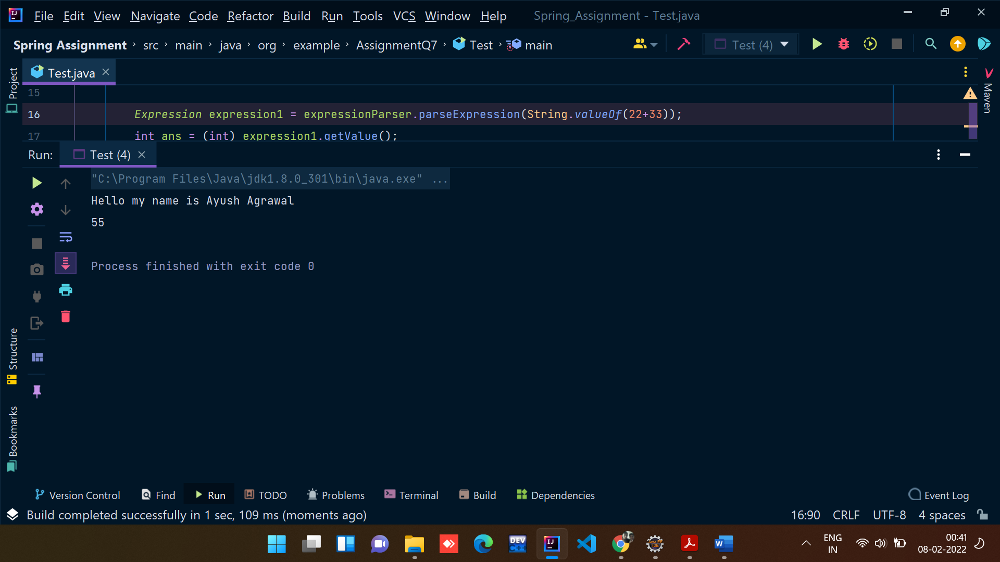 File Edit View Navigate Code Refactor Build Run Tools VCS Window Help Spring_Assignment - Test.java
Spring Assignment › src › main › java › org › example › AssignmentQ7 › Test › main Test (4)
Test.java
15
16 Expression expression1 = expressionParser.parseExpression(String.valueOf(22+33));
17 int ans = (int) expression1.getValue();
Run: Test (4)
"C:\Program Files\Java\jdk1.8.0_301\bin\java.exe" ...
Hello my name is Ayush Agrawal
55
Process finished with exit code 0
Project
Structure
Bookmarks
Maven
Version Control Find Run TODO Problems Terminal Build Dependencies Event Log
Build completed successfully in 1 sec, 109 ms (moments ago) 16:90 CRLF UTF-8 4 spaces
ENG 00:41
IN 08-02-2022